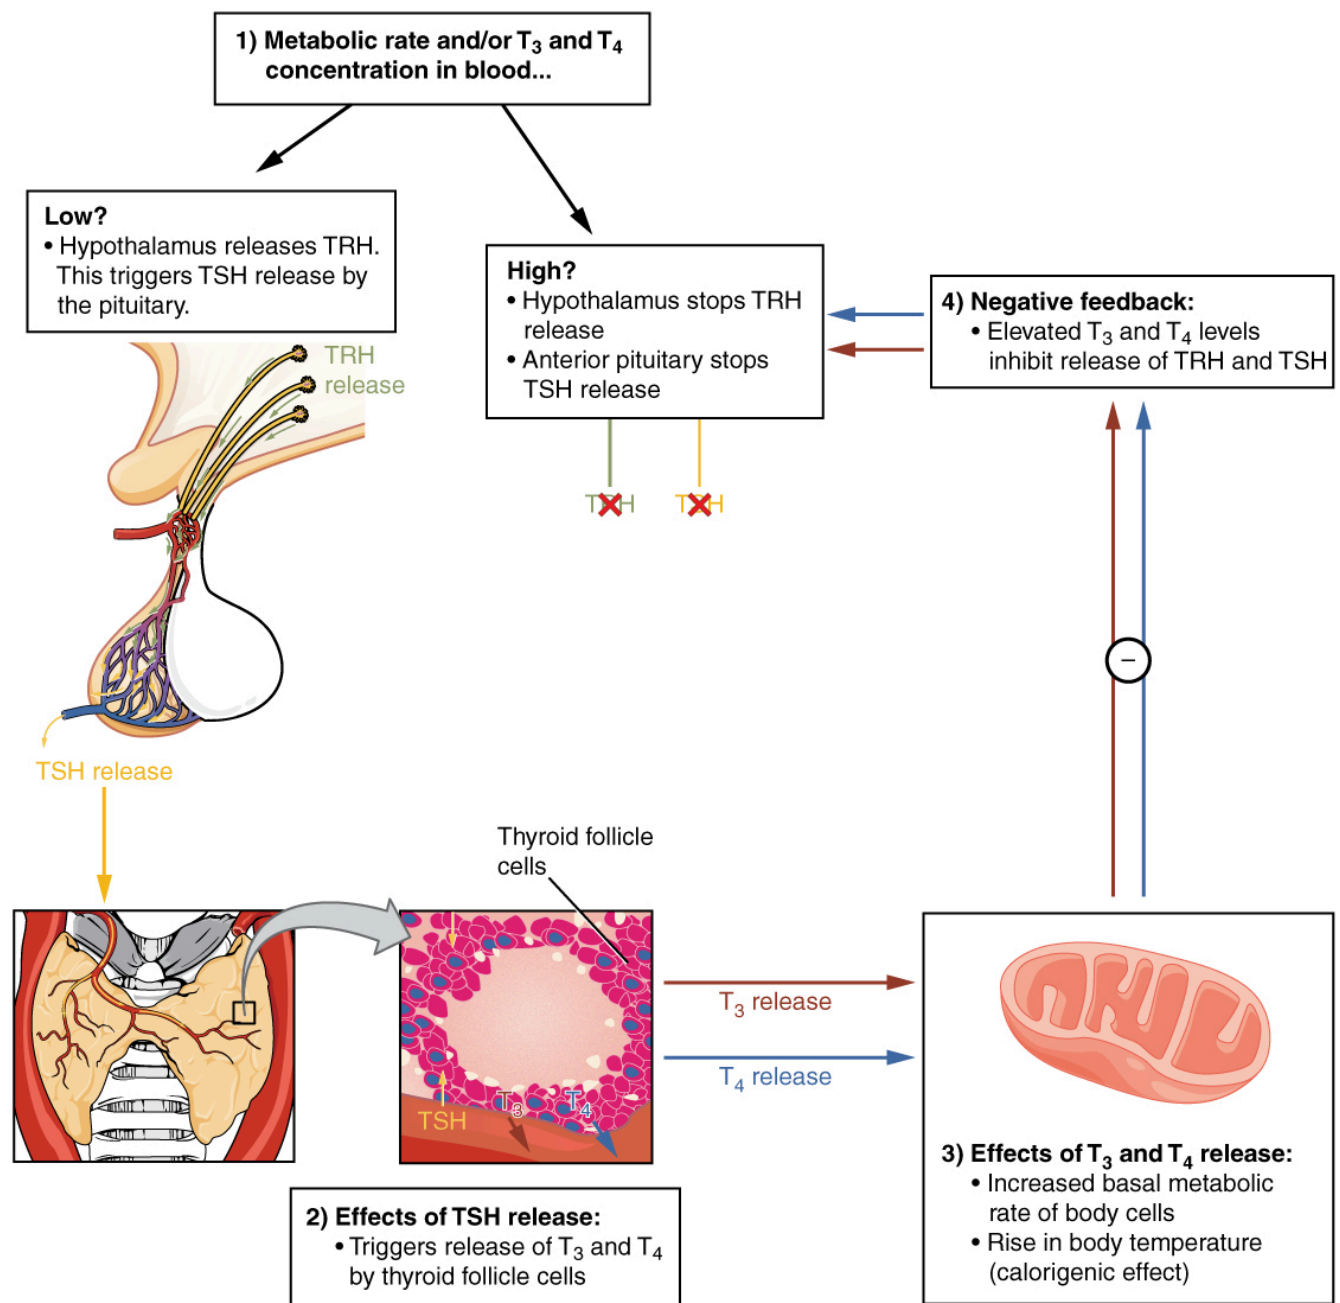 1) Metabolic rate and/or T₃ and T₄
concentration in blood...
Low?
• Hypothalamus releases TRH.
This triggers TSH release by
the pituitary.
High?
• Hypothalamus stops TRH
release
• Anterior pituitary stops
TSH release
4) Negative feedback:
• Elevated T₃ and T₄ levels
inhibit release of TRH and TSH
TRH
release
TRH
TSH
–
TSH release
Thyroid follicle
cells
T₃ release
T₄ release
TSH
T₃
T₄
2) Effects of TSH release:
• Triggers release of T₃ and T₄
by thyroid follicle cells
3) Effects of T₃ and T₄ release:
• Increased basal metabolic
rate of body cells
• Rise in body temperature
(calorigenic effect)